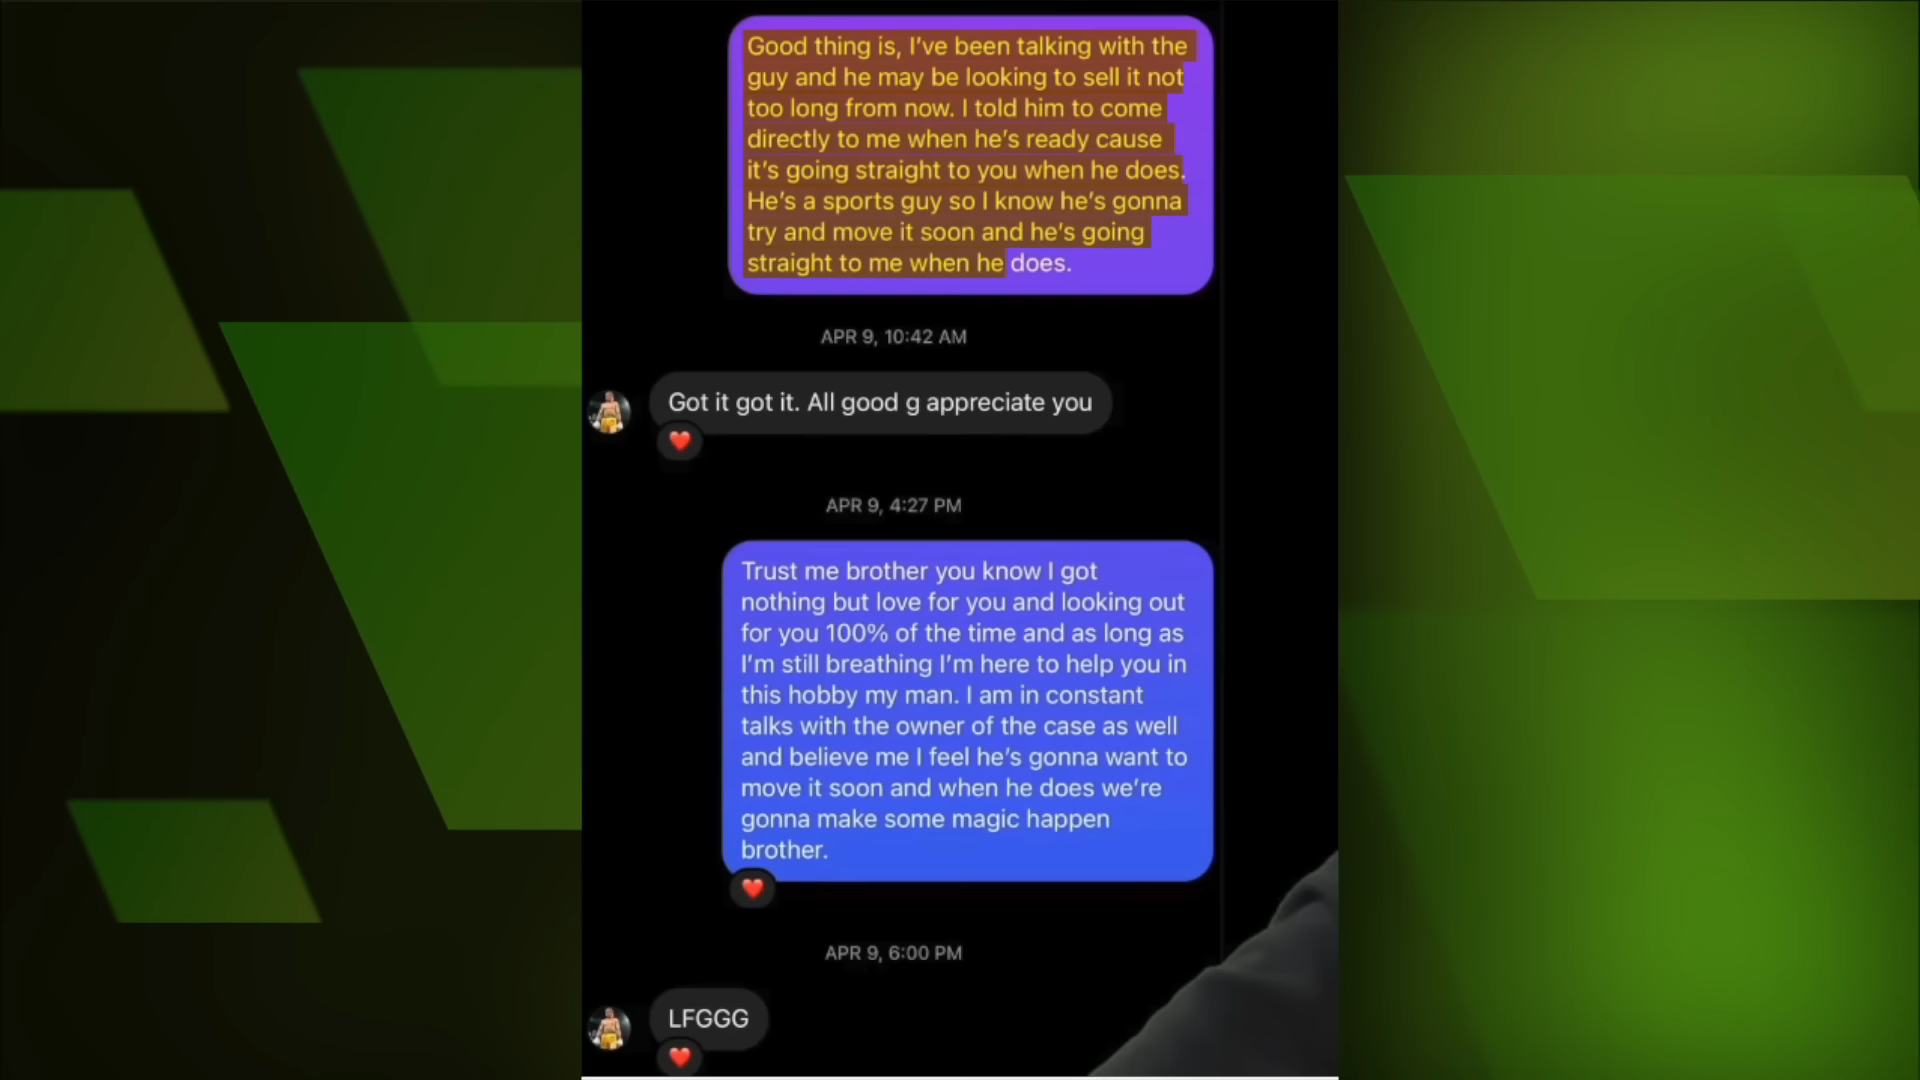 Good thing is, I've been talking with the
guy and he may be looking to sell it not
too long from now. I told him to come
directly to me when he's ready cause
it's going straight to you when he does.
He's a sports guy so I know he's gonna
try and move it soon and he's going
straight to me when he does.
APR 9, 10:42 AM
Got it got it. All good g appreciate you
APR 9, 4:27 PM
Trust me brother you know I got
nothing but love for you and looking out
for you 100% of the time and as long as
I'm still breathing I'm here to help you in
this hobby my man. I am in constant
talks with the owner of the case as well
and believe me I feel he's gonna want to
move it soon and when he does we're
gonna make some magic happen
brother.
APR 9, 6:00 PM
LFGGG